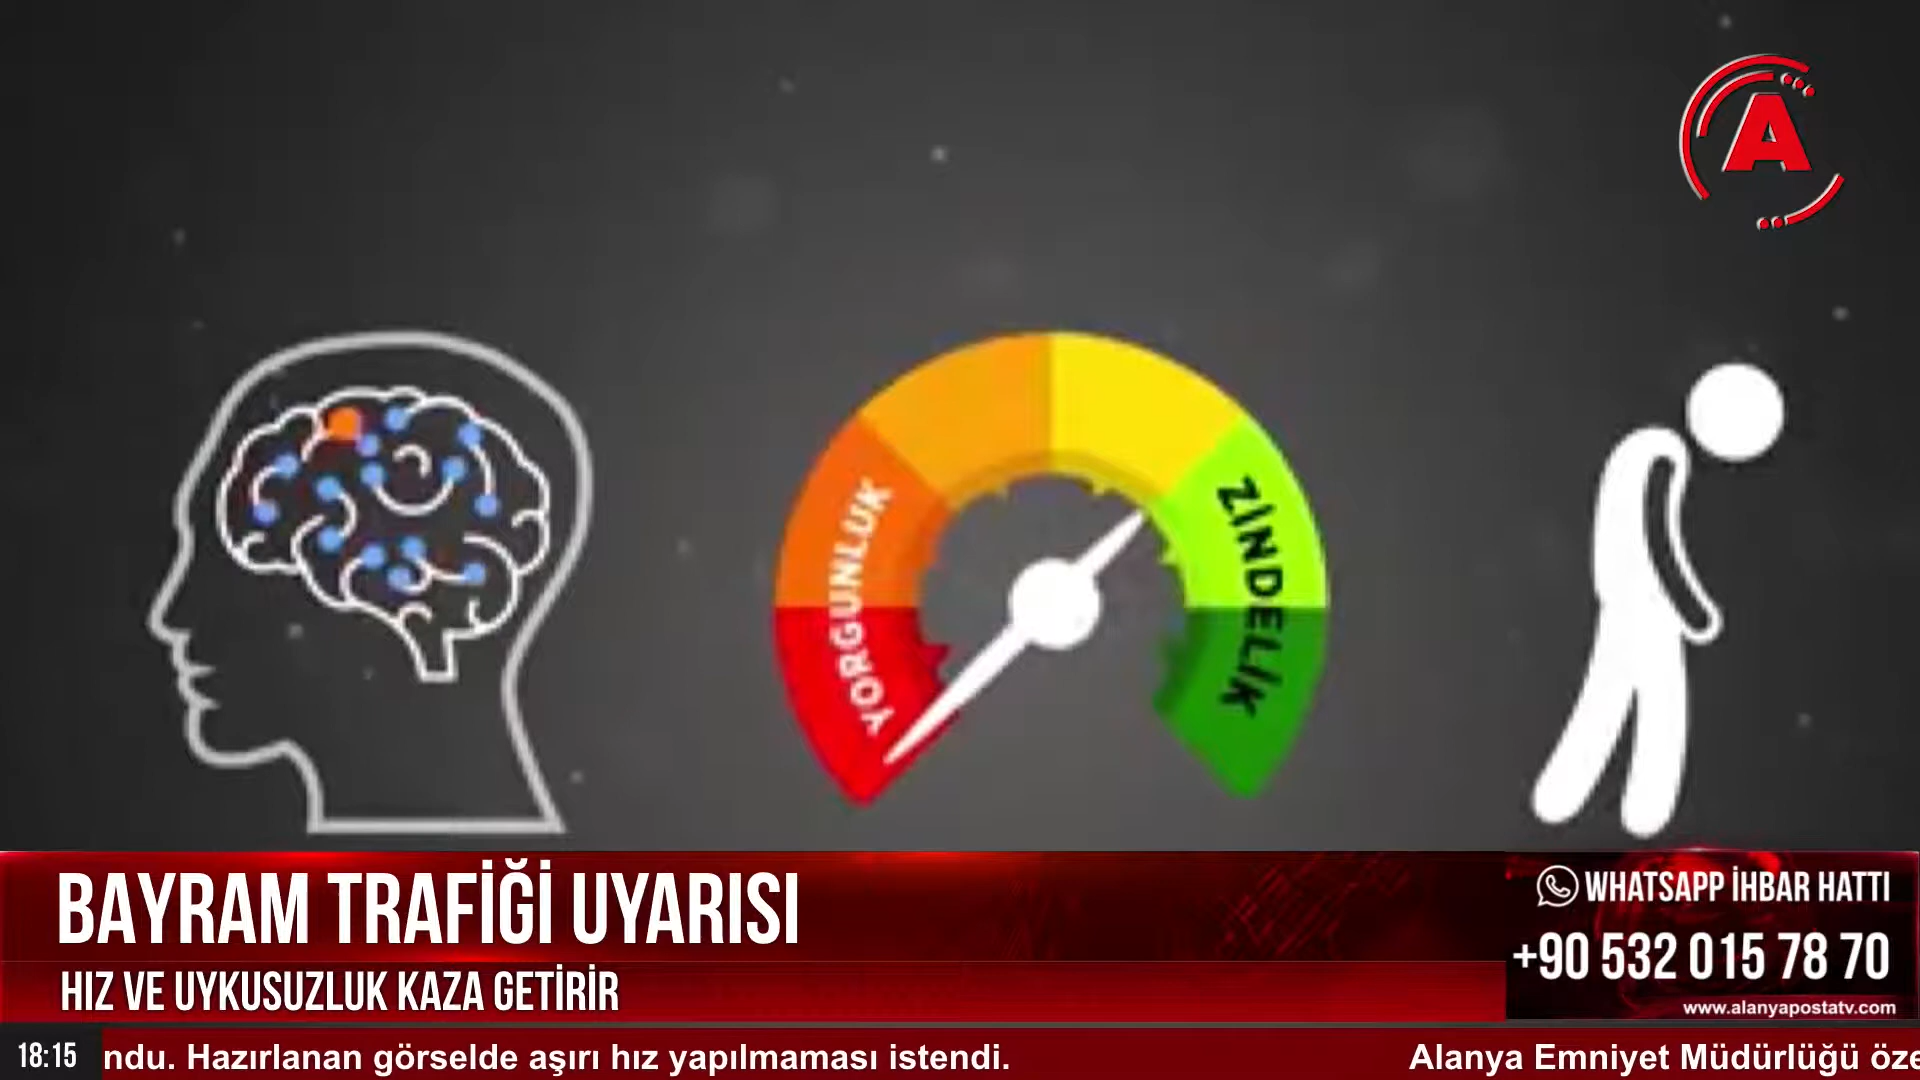 A
YORGUNLUK
ZİNDELİK
BAYRAM TRAFİĞİ UYARISI
HIZ VE UYKUSUZLUK KAZA GETİRİR
WHATSAPP İHBAR HATTI
+90 532 015 78 70
www.alanyapostatv.com
18:15
ndu. Hazırlanan görselde aşırı hız yapılmaması istendi.
Alanya Emniyet Müdürlüğü öze